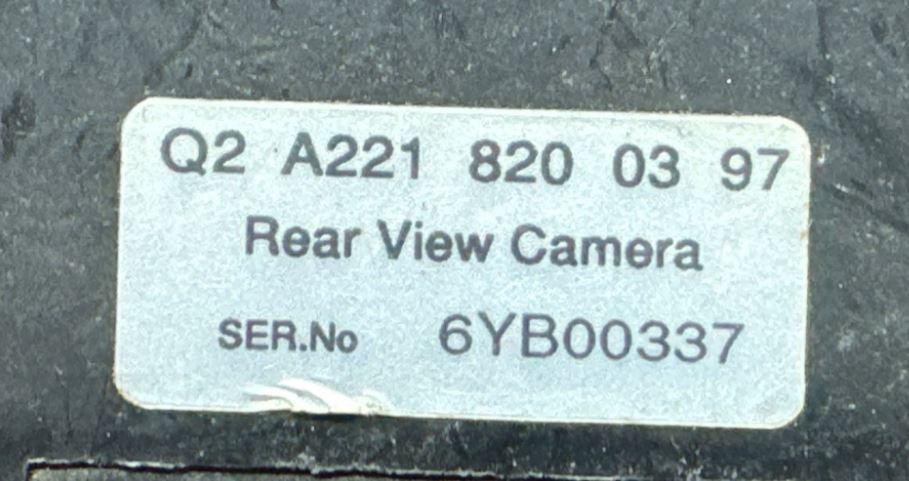 Q2 A221 820 03 97
Rear View Camera
SER.No 6YB00337